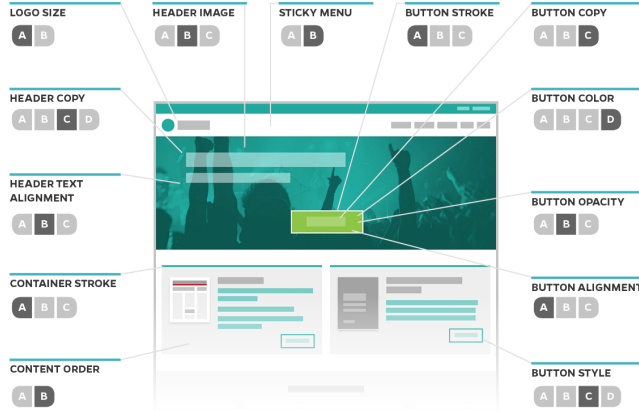 LOGO SIZE
A B
HEADER IMAGE
A B C
STICKY MENU
A B
BUTTON STROKE
A B C
BUTTON COPY
A B C
HEADER COPY
A B C D
BUTTON COLOR
A B C D
HEADER TEXT
ALIGNMENT
A B C
BUTTON OPACITY
A B C
CONTAINER STROKE
A B C
BUTTON ALIGNMENT
A B C
CONTENT ORDER
A B
BUTTON STYLE
A B C D